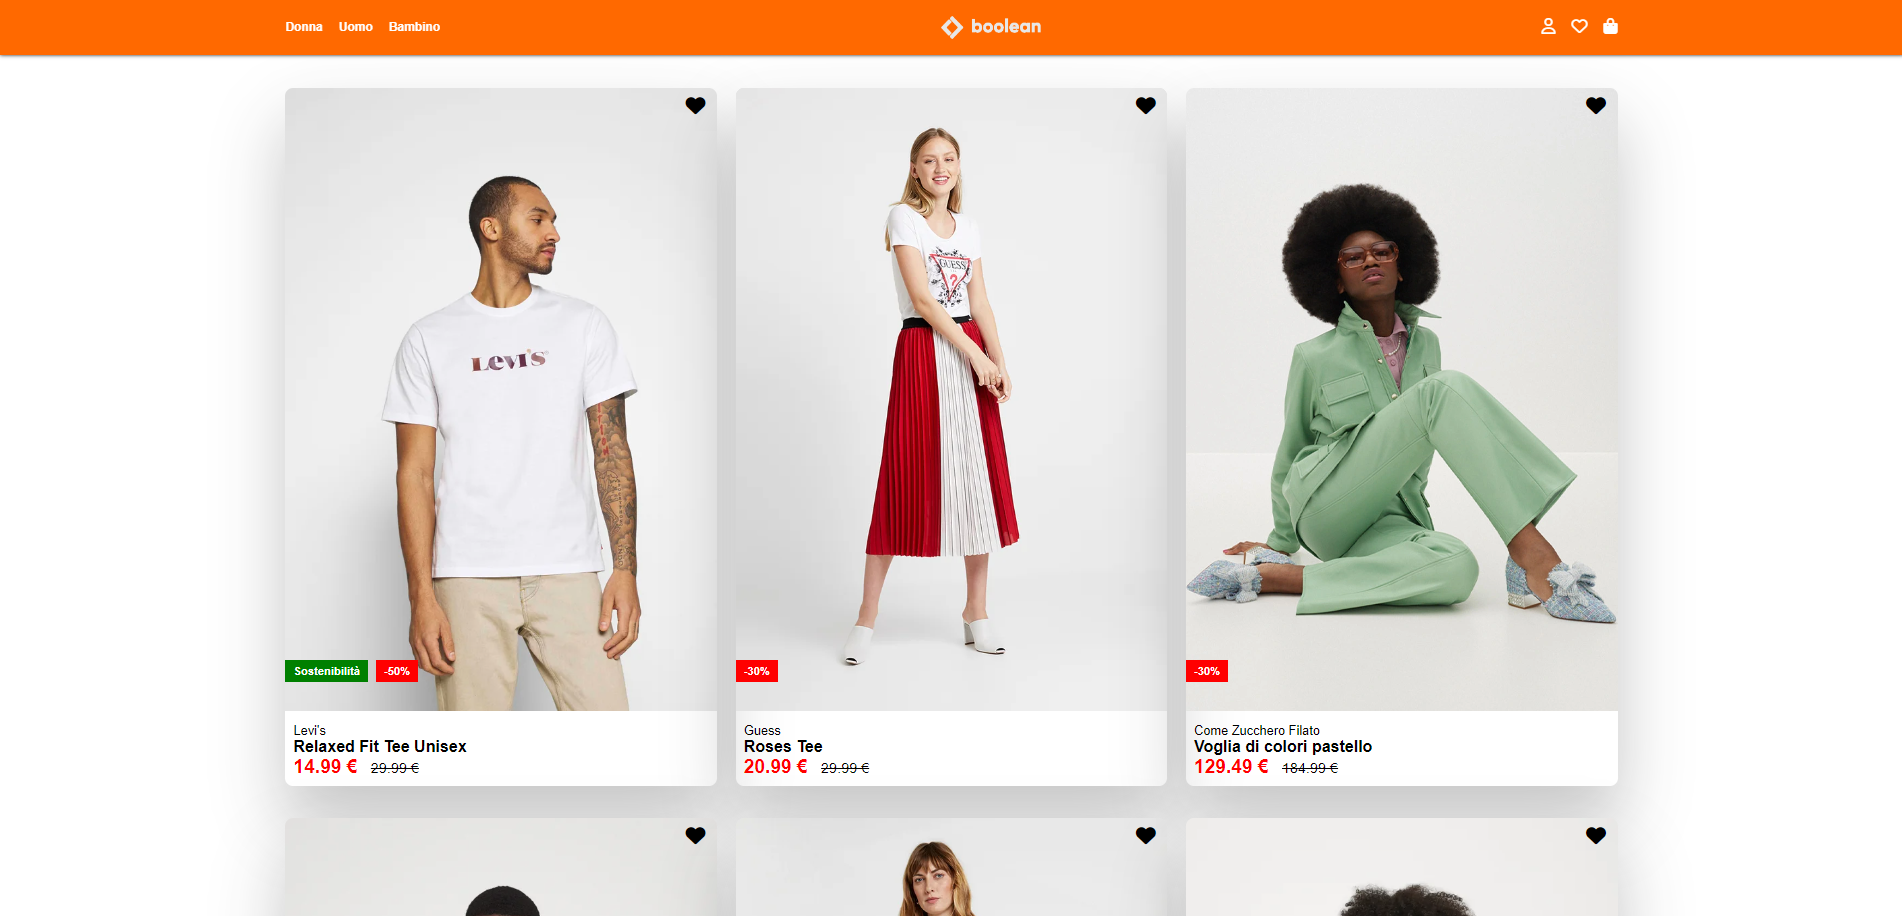 Donna Uomo Bambino
boolean
LEVI'S
GUESS
?
Sostenibilità -50%
-30%
-30%
Levi's
Relaxed Fit Tee Unisex
14.99 € 29.99 €
Guess
Roses Tee
20.99 € 29.99 €
Come Zucchero Filato
Voglia di colori pastello
129.49 € 184.99 €